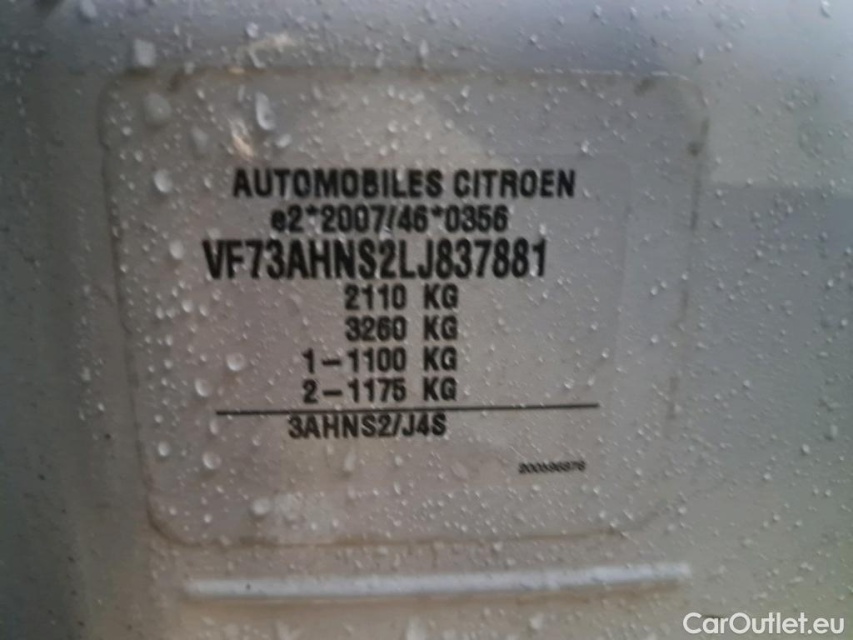 AUTOMOBILES CITROEN
e2*2007/46*0356
VF73AHNS2LJ837881
2110 KG
3260 KG
1-1100 KG
2-1175 KG
3AHNS2/J4S
CarOutlet.eu